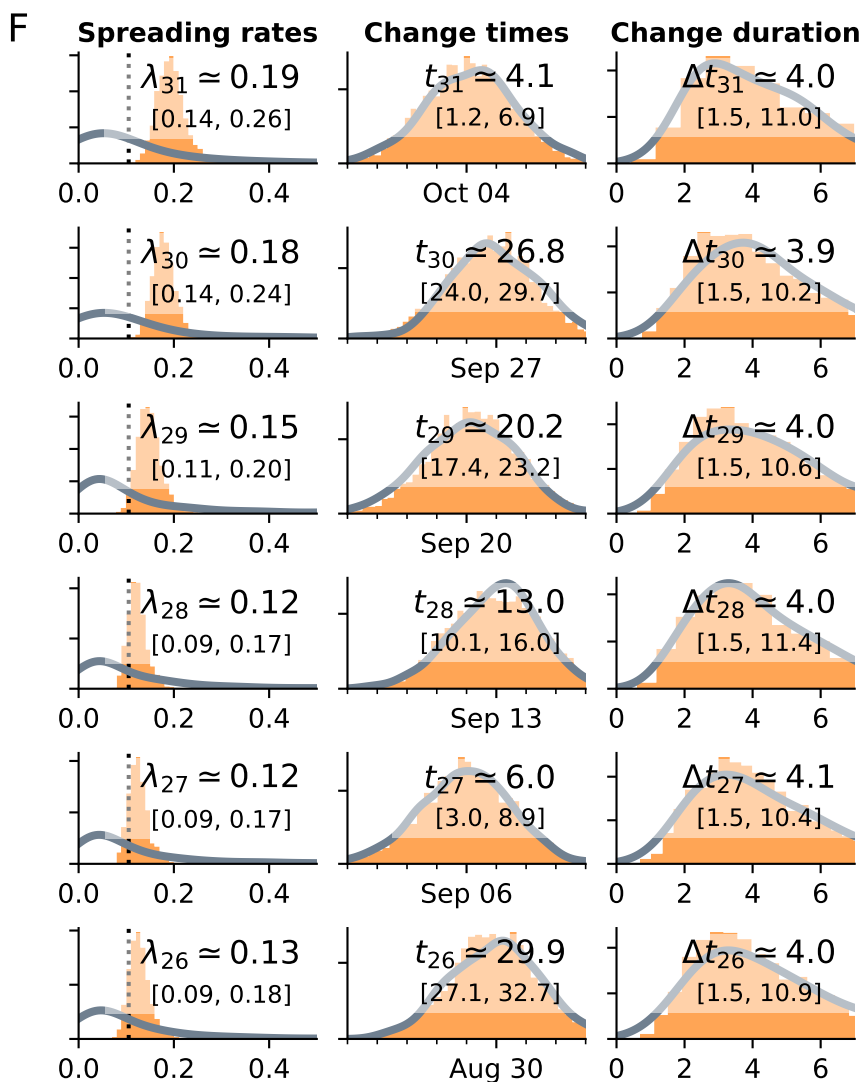 F
Spreading rates Change times Change duration
λ31 ≃ 0.19 t31 ≃ 4.1 Δt31 ≃ 4.0
[0.14, 0.26] [1.2, 6.9] [1.5, 11.0]
0.0 0.2 0.4 Oct 04 0 2 4 6
λ30 ≃ 0.18 t30 ≃ 26.8 Δt30 ≃ 3.9
[0.14, 0.24] [24.0, 29.7] [1.5, 10.2]
0.0 0.2 0.4 Sep 27 0 2 4 6
λ29 ≃ 0.15 t29 ≃ 20.2 Δt29 ≃ 4.0
[0.11, 0.20] [17.4, 23.2] [1.5, 10.6]
0.0 0.2 0.4 Sep 20 0 2 4 6
λ28 ≃ 0.12 t28 ≃ 13.0 Δt28 ≃ 4.0
[0.09, 0.17] [10.1, 16.0] [1.5, 11.4]
0.0 0.2 0.4 Sep 13 0 2 4 6
λ27 ≃ 0.12 t27 ≃ 6.0 Δt27 ≃ 4.1
[0.09, 0.17] [3.0, 8.9] [1.5, 10.4]
0.0 0.2 0.4 Sep 06 0 2 4 6
λ26 ≃ 0.13 t26 ≃ 29.9 Δt26 ≃ 4.0
[0.09, 0.18] [27.1, 32.7] [1.5, 10.9]
0.0 0.2 0.4 Aug 30 0 2 4 6